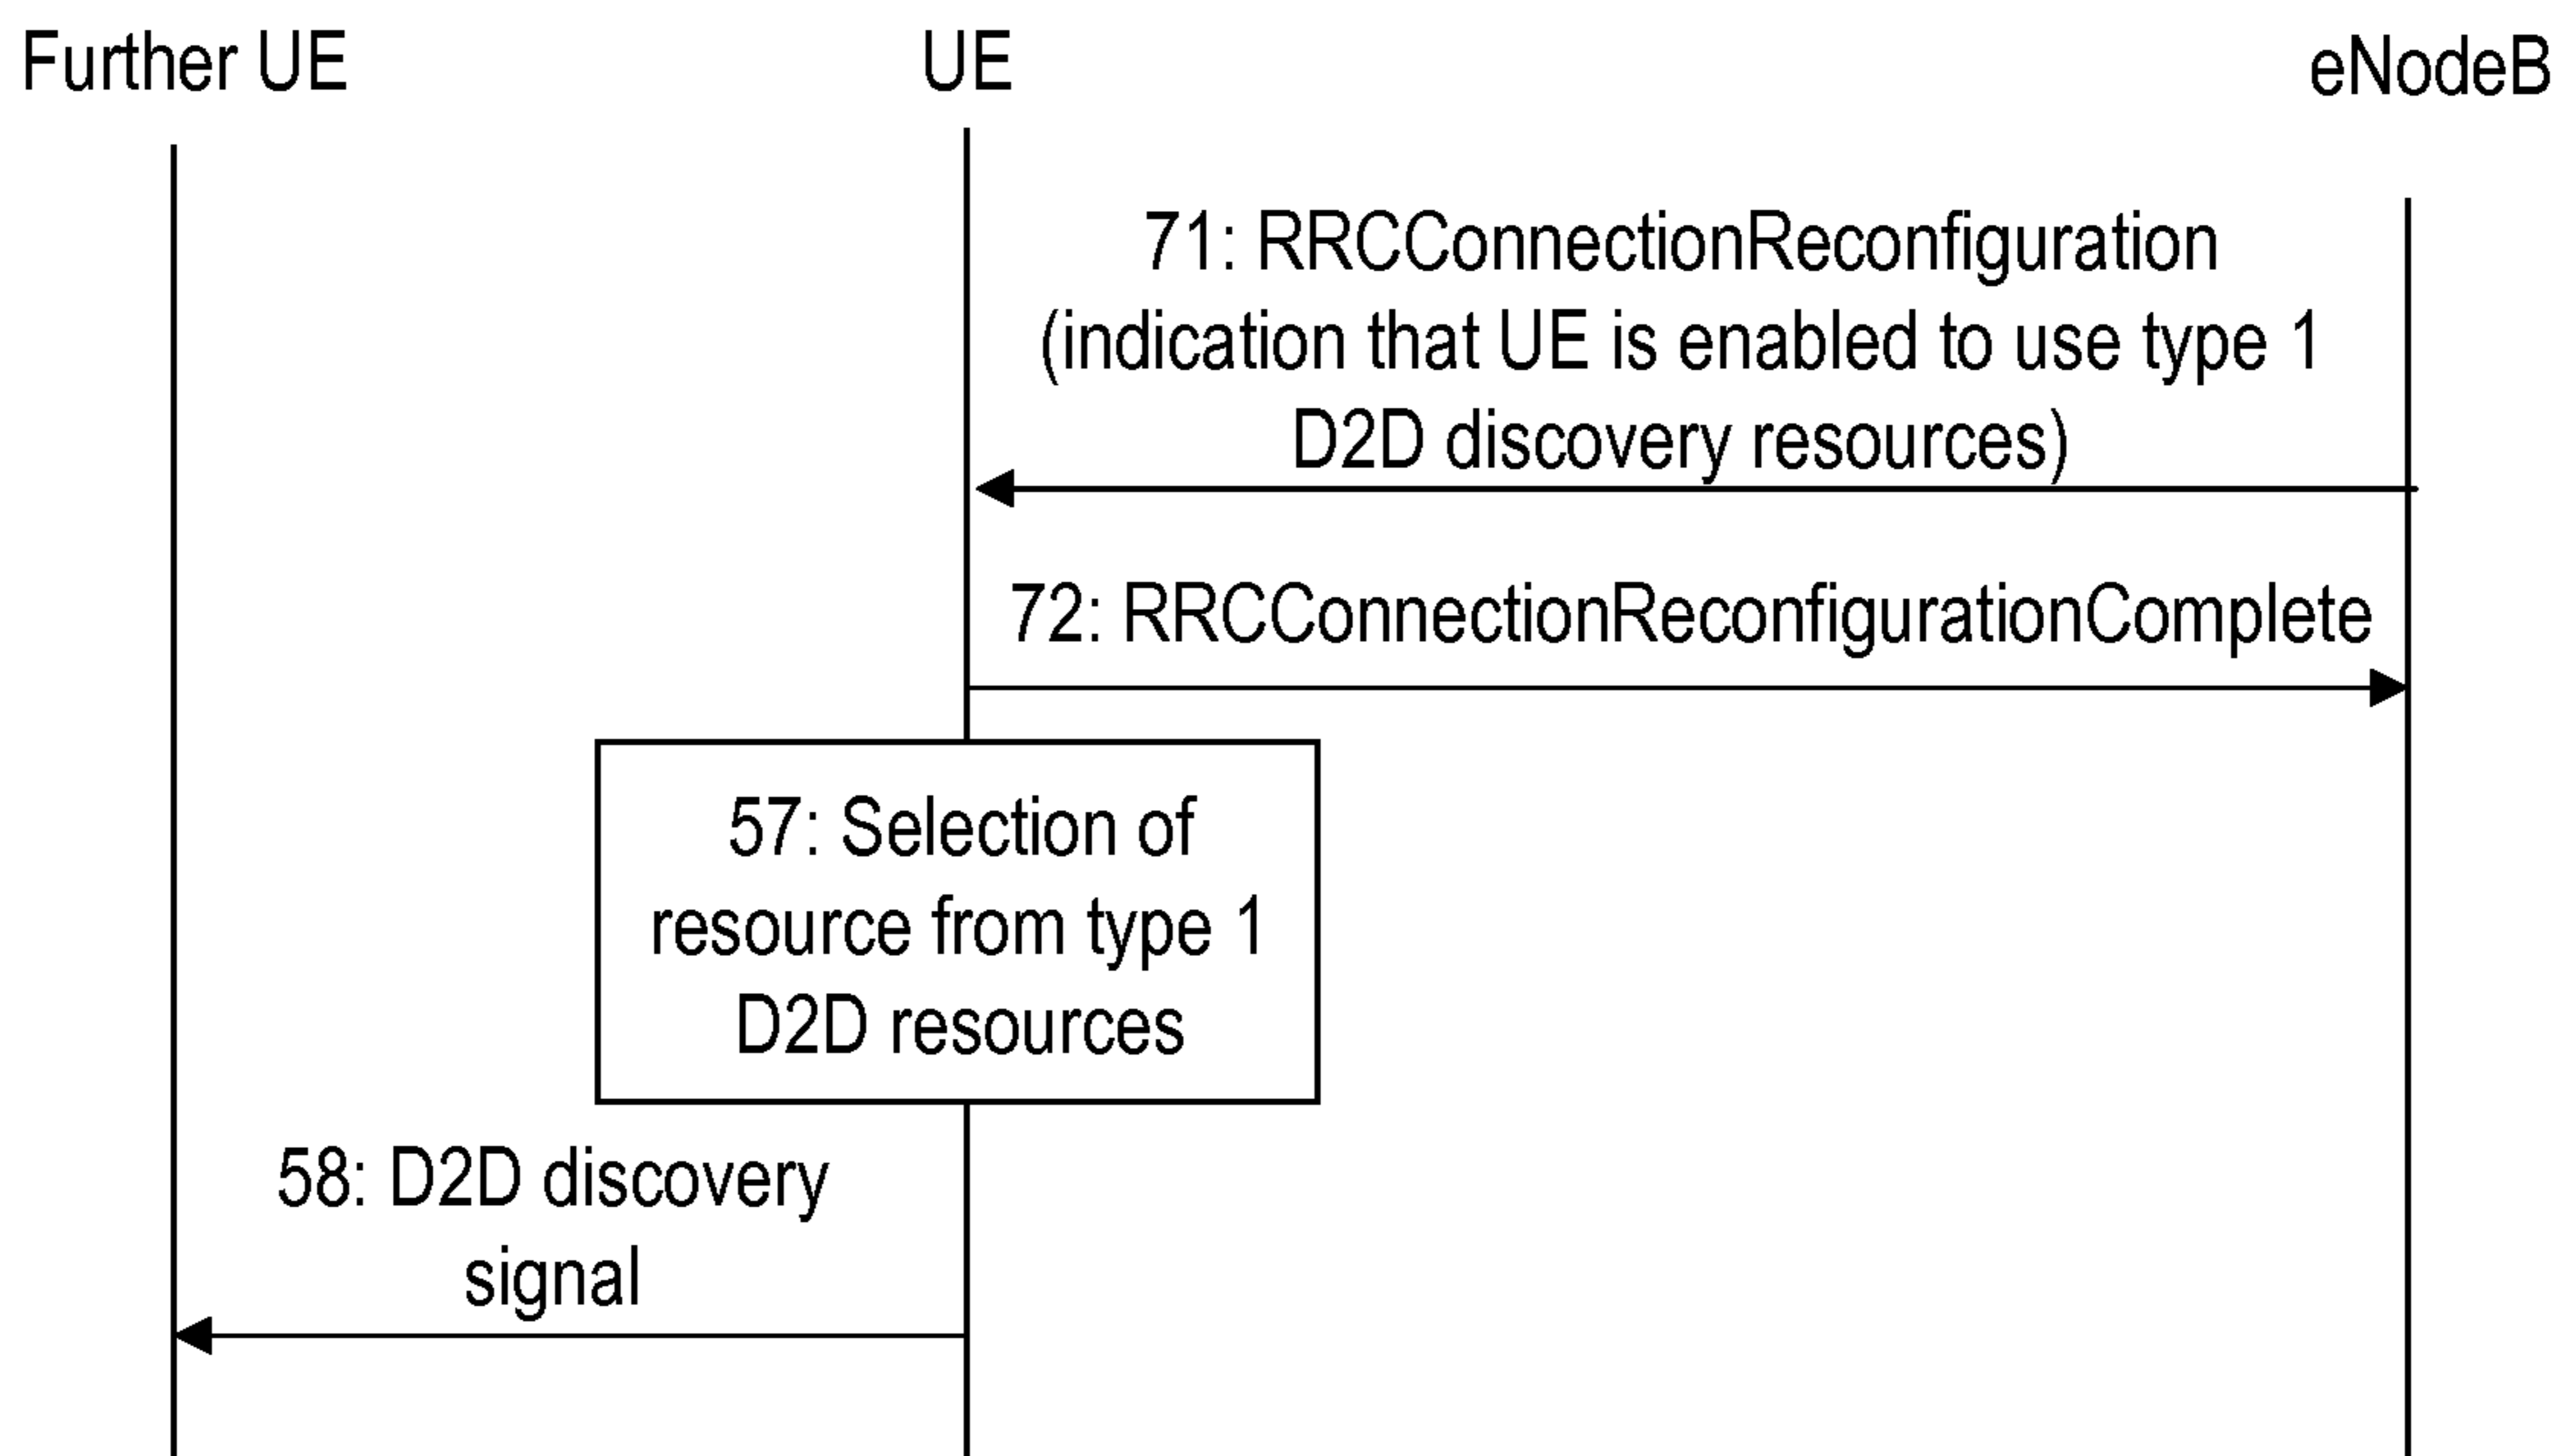 Further UE
UE
eNodeB
71: RRCConnectionReconfiguration
(indication that UE is enabled to use type 1
D2D discovery resources)
72: RRCConnectionReconfigurationComplete
57: Selection of
resource from type 1
D2D resources
58: D2D discovery
signal